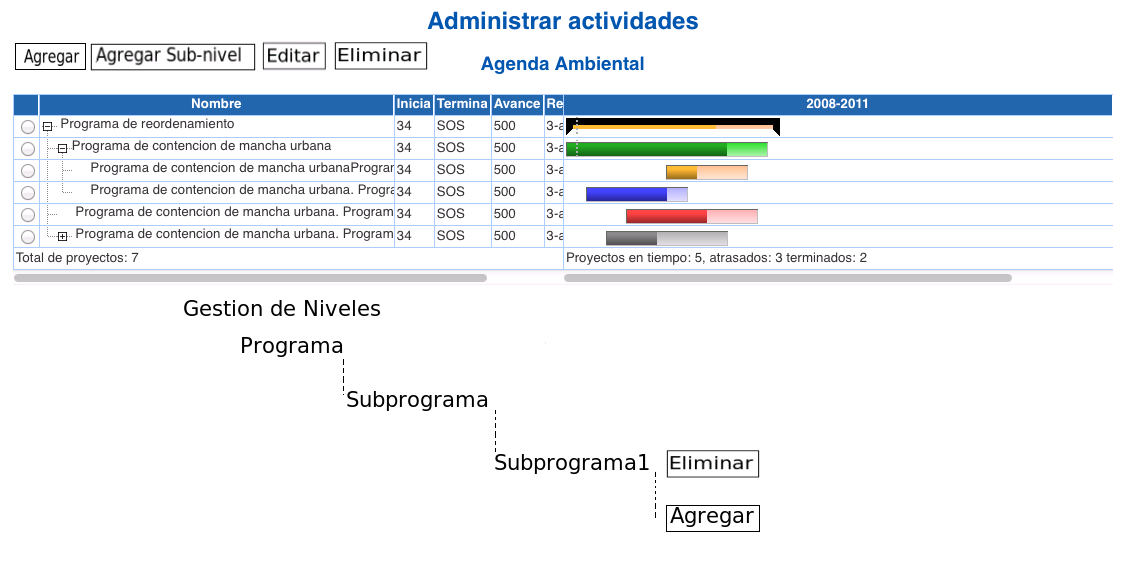 Administrar actividades
Agregar Agregar Sub-nivel Editar Eliminar
Agenda Ambiental
Nombre Inicia Termina Avance Re 2008-2011
Programa de reordenamiento 34 SOS 500 3-a
Programa de contencion de mancha urbana 34 SOS 500 3-a
Programa de contencion de mancha urbanaPrograr 34 SOS 500 3-a
Programa de contencion de mancha urbana. Progra 34 SOS 500 3-a
Programa de contencion de mancha urbana. Program 34 SOS 500 3-a
Programa de contencion de mancha urbana. Program 34 SOS 500 3-a
Total de proyectos: 7 Proyectos en tiempo: 5, atrasados: 3 terminados: 2
Gestion de Niveles
Programa
Subprograma
Subprograma1 Eliminar
Agregar